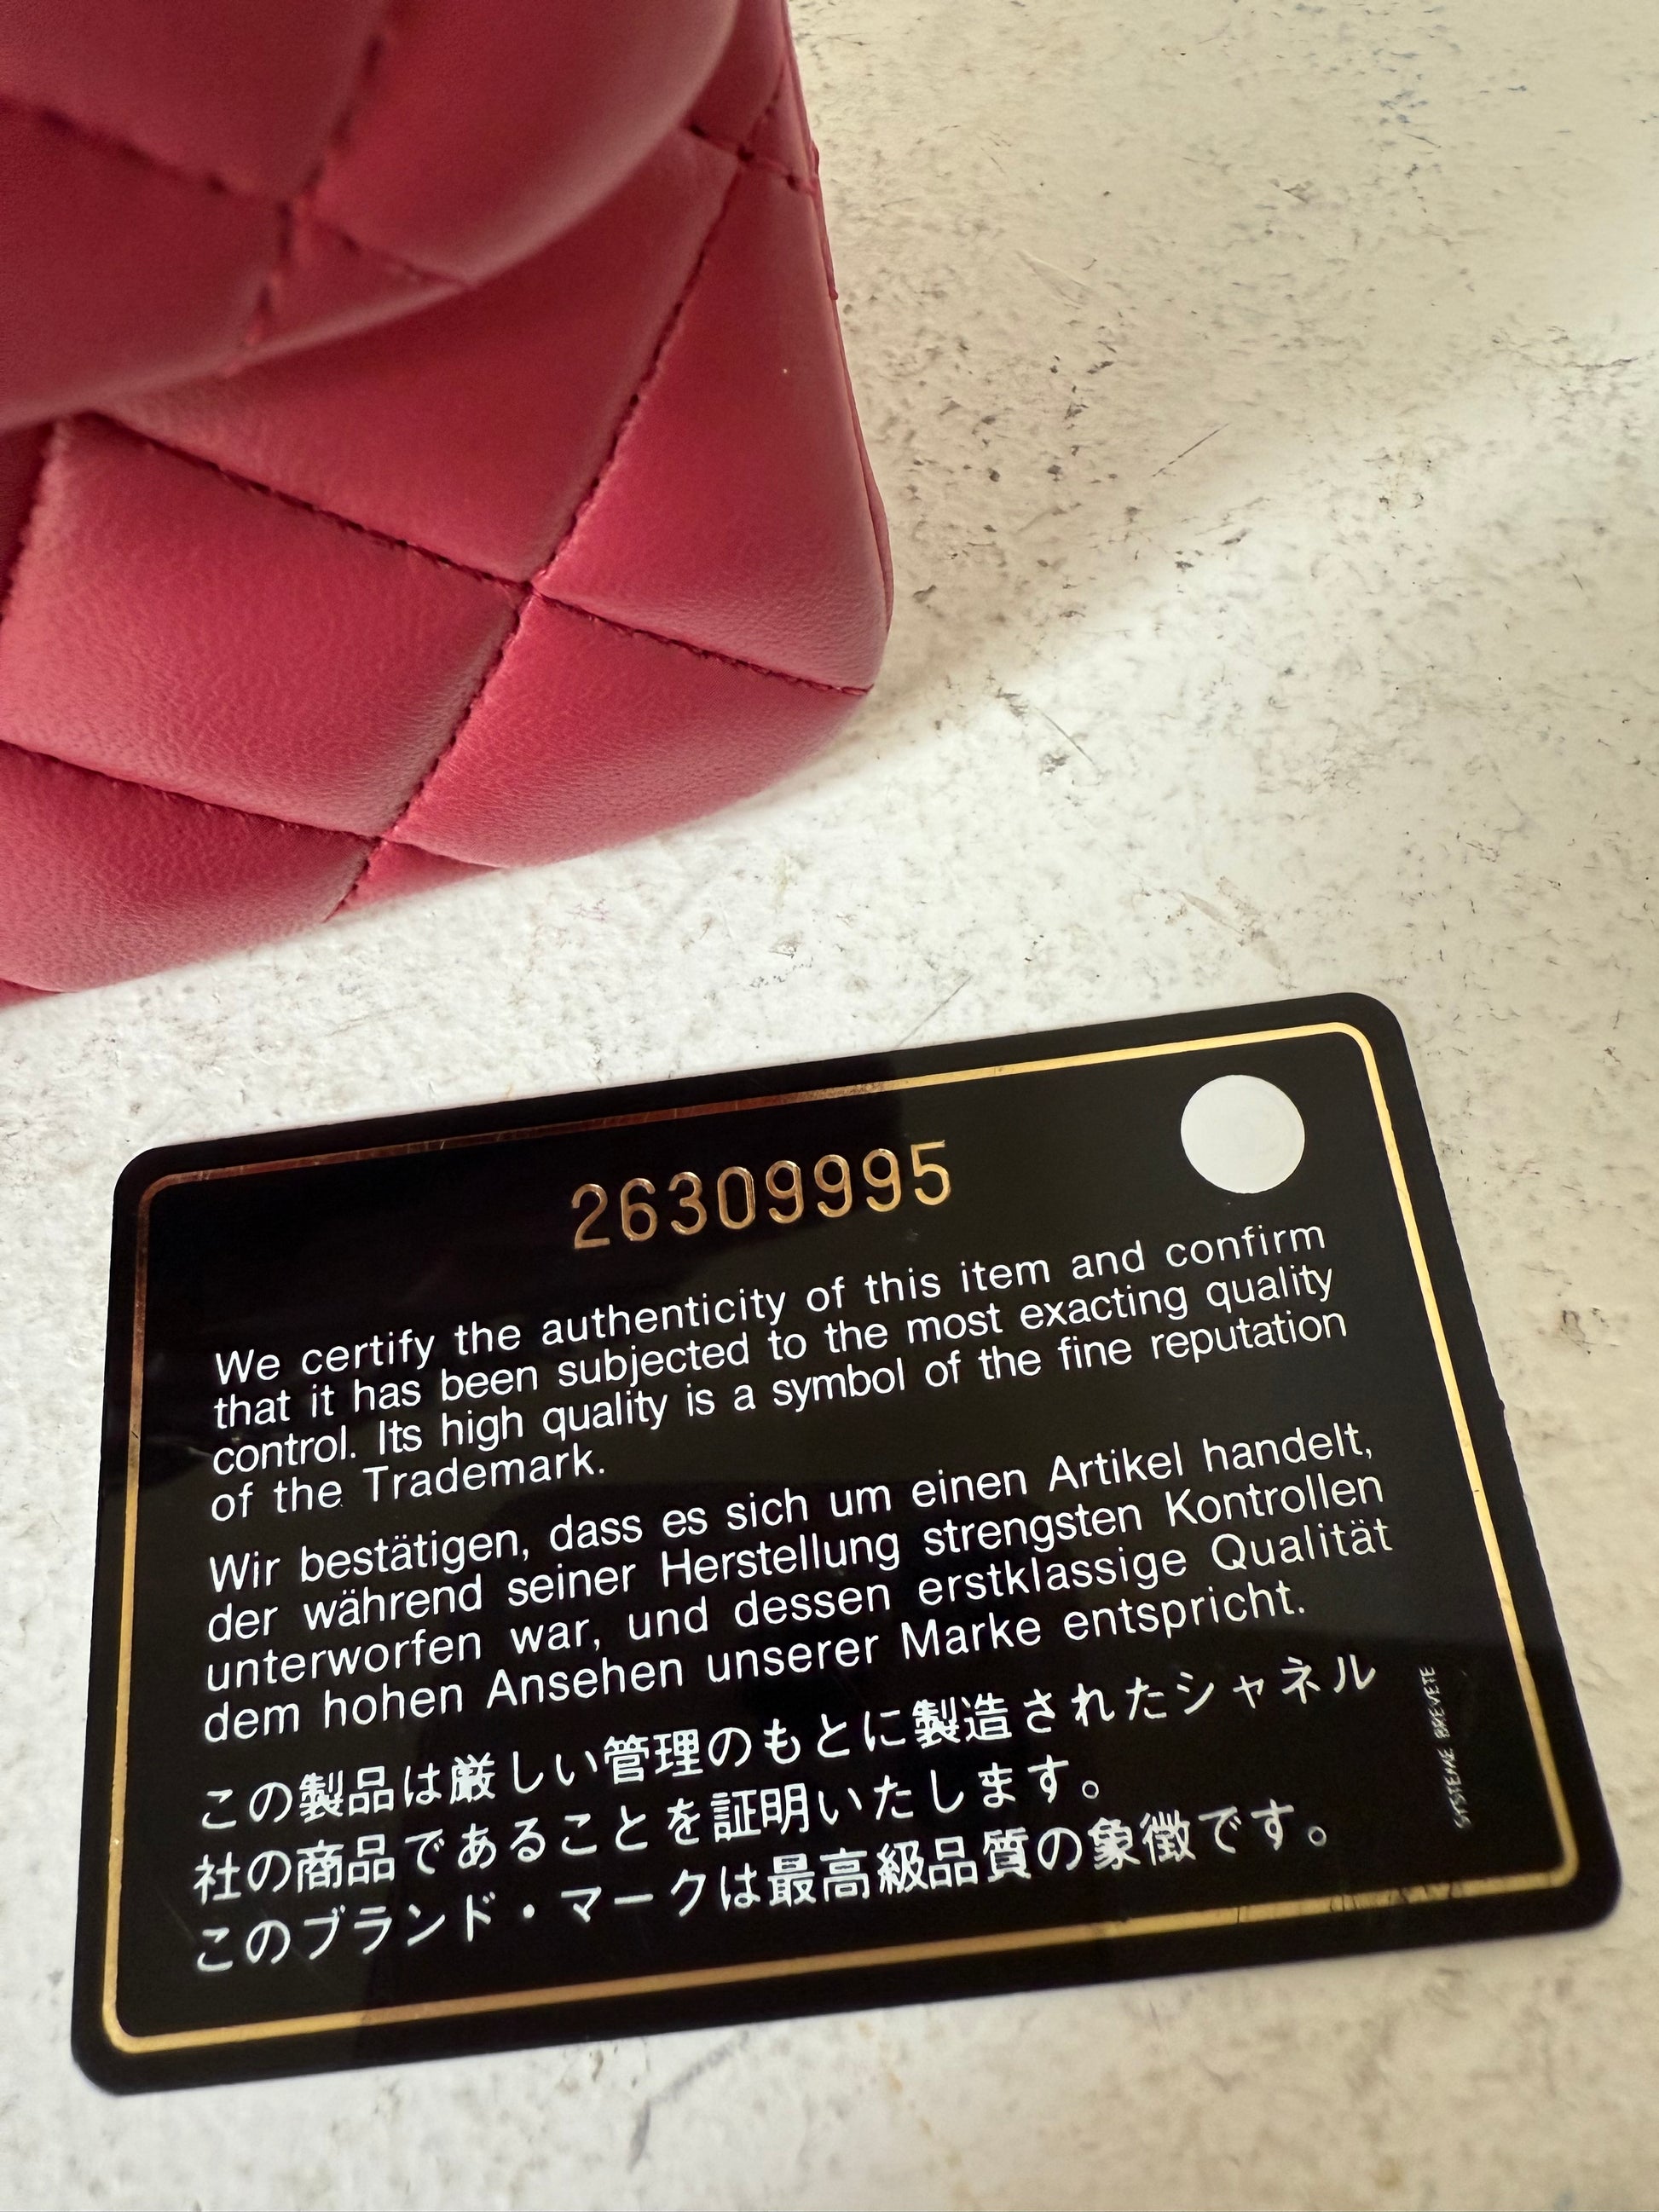 26309995
We certify the authenticity of this item and confirm
that it has been subjected to the most exacting quality
control. Its high quality is a symbol of the fine reputation
of the Trademark.
Wir bestätigen, dass es sich um einen Artikel handelt,
der während seiner Herstellung strengsten Kontrollen
unterworfen war, und dessen erstklassige Qualität
dem hohen Ansehen unserer Marke entspricht.
この製品は厳しい管理のもとに製造されたシャネル
社の商品であることを証明いたします。
このブランド・マークは最高級品質の象徴です。
SYSTEME BREVETE